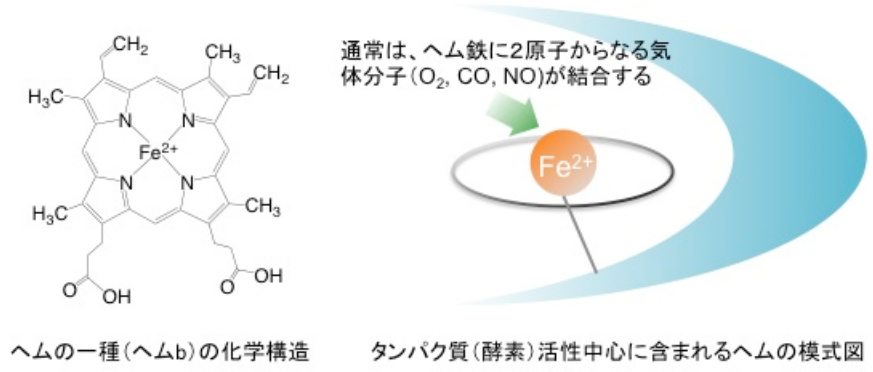 CH₂
CH₃
CH₂
H₃C
N
N
Fe²⁺
N
N
H₃C
CH₃
O
OH
O
OH
ヘムの一種（ヘムb）の化学構造
通常は、ヘム鉄に２原子からなる気
体分子（O₂, CO, NO)が結合する
Fe²⁺
タンパク質（酵素）活性中心に含まれるヘムの模式図